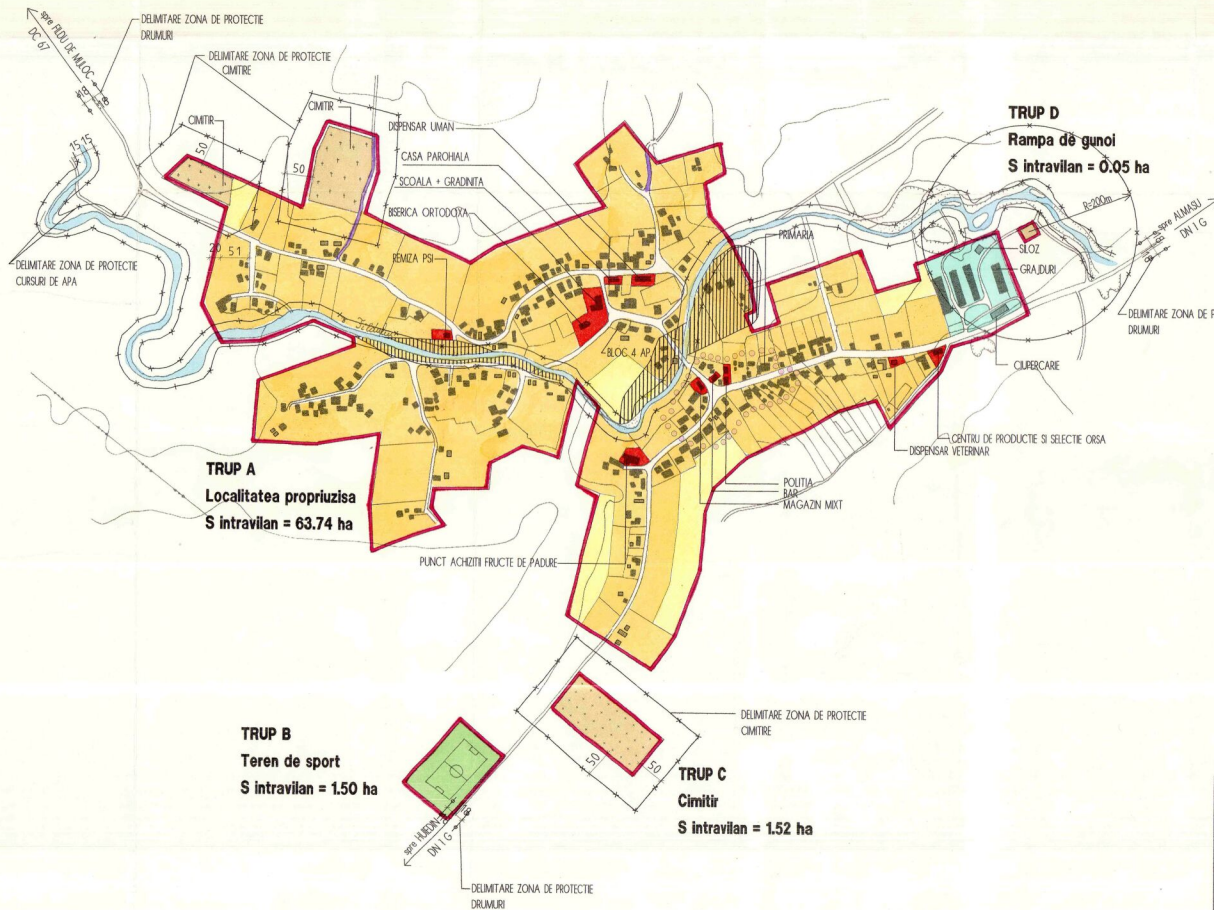 spre FILDU DE MIJLOC
DC 67
DELIMITARE ZONA DE PROTECTIE
DRUMURI
DELIMITARE ZONA DE PROTECTIE
CIMITIRE
CIMITIR
CIMITIR
50
50
15 15
DISPENSAR UMAN
CASA PAROHIALA
SCOALA + GRADINITA
BISERICA ORTODOXA
REMIZA PSI
20 51
DELIMITARE ZONA DE PROTECTIE
CURSURI DE APA
TRUP D
Rampa de gunoi
S intravilan = 0.05 ha
R=200m
spre ALMASU
DN 1 G
PRIMARIA
SILOZ
GRAJDURI
DELIMITARE ZONA DE P
DRUMURI
BLOC 4 AP.
CIUPERCARIE
CENTRU DE PRODUCTIE SI SELECTIE ORSA
DISPENSAR VETERINAR
TRUP A
Localitatea propriuzisa
S intravilan = 63.74 ha
POLITIA
BAR
MAGAZIN MIXT
PUNCT ACHIZITII FRUCTE DE PADURE
DELIMITARE ZONA DE PROTECTIE
CIMITIRE
TRUP B
Teren de sport
S intravilan = 1.50 ha
50
50
TRUP C
Cimitir
S intravilan = 1.52 ha
spre HUEDIN
DN 1 G
DELIMITARE ZONA DE PROTECTIE
DRUMURI